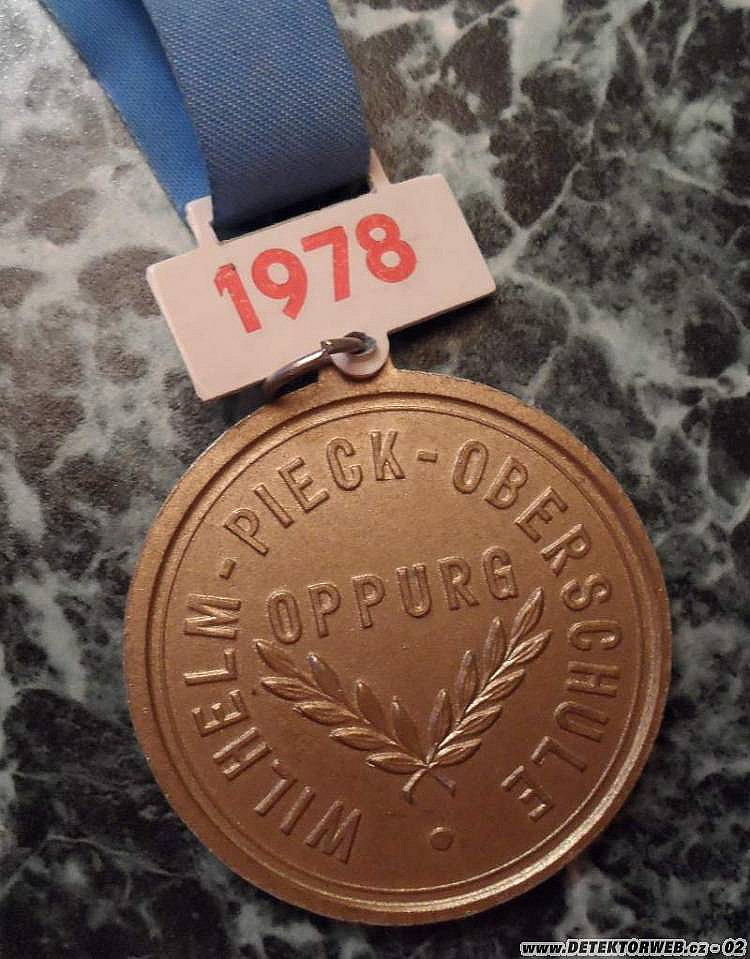 1978
WILHELM-PIECK-OBERSCHULE
OPPURG
www.DETEKTORWEB.cz - 02